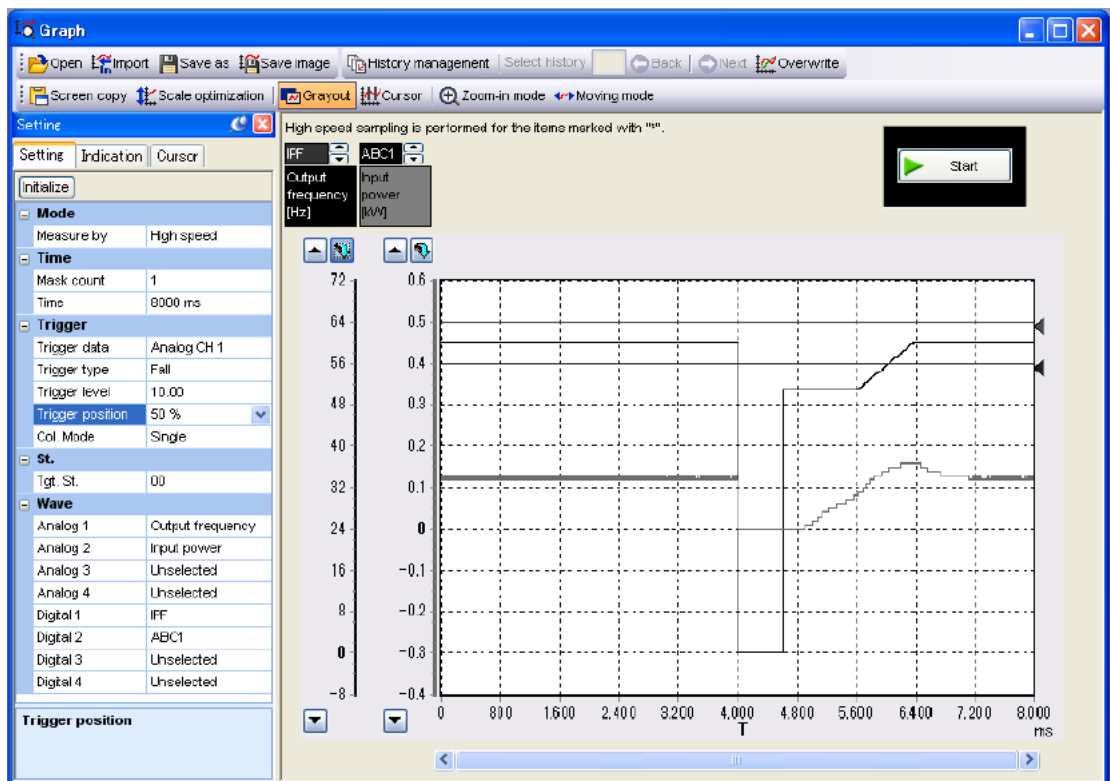 Graph
Open Import Save as Save image History management Select history Back Next Overwrite
Screen copy Scale optimization Grayout Cursor Zoom-in mode Moving mode
Setting
Setting Indication Cursor
Initialize
Mode
Measure by High speed
Time
Mask count 1
Time 8000 ms
Trigger
Trigger data Analog CH 1
Trigger type Fall
Trigger level 10.00
Trigger position 50 %
Col. Mode Single
St.
Tgt. St. 00
Wave
Analog 1 Output frequency
Analog 2 Input power
Analog 3 Unselected
Analog 4 Unselected
Digital 1 IPF
Digital 2 ABC1
Digital 3 Unselected
Digital 4 Unselected
Trigger position
High speed sampling is performed for the items marked with "*".
IPF ABC1
Output frequency [Hz]
Input power [kW]
Start
72 0.6
64 0.5
56 0.4
48 0.3
40 0.2
32 0.1
24 0
16 -0.1
8 -0.2
0 -0.3
-8 -0.4
0 800 1,600 2,400 3,200 4,000 4,800 5,600 6,400 7,200 8,000
T ms